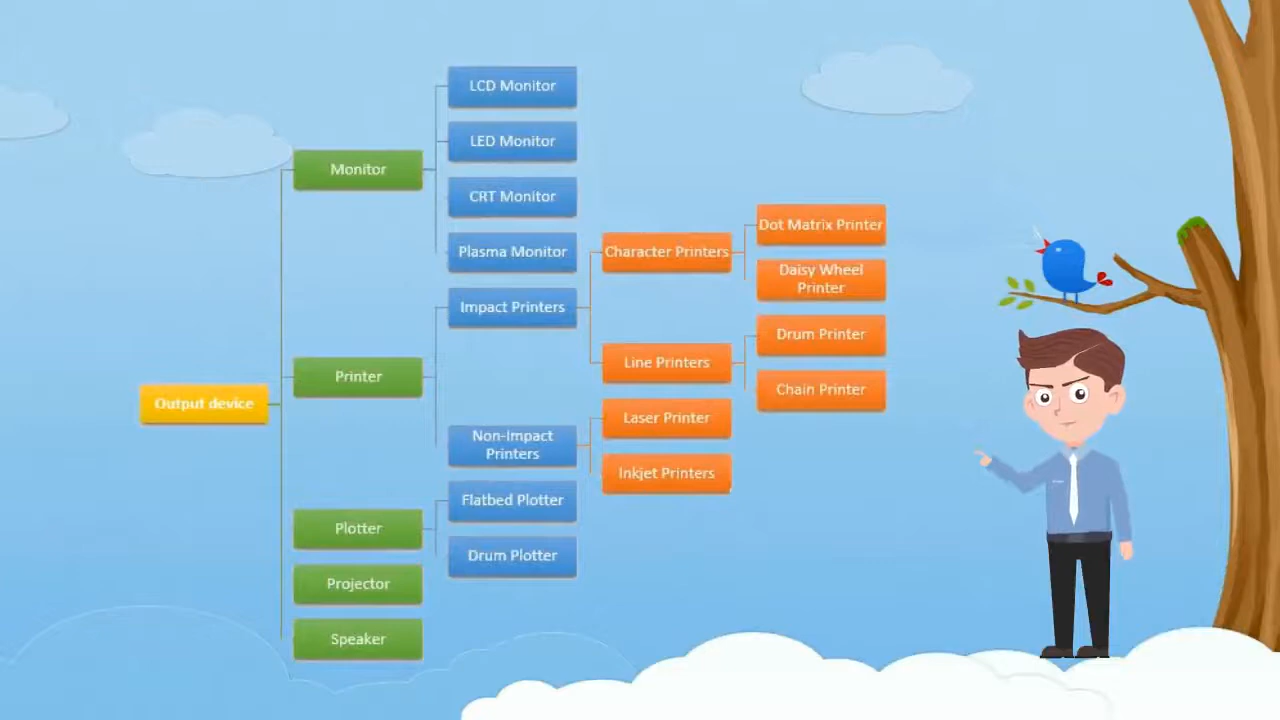 LCD Monitor
LED Monitor
Monitor
CRT Monitor
Plasma Monitor
Character Printers
Dot Matrix Printer
Daisy Wheel
Printer
Impact Printers
Line Printers
Drum Printer
Chain Printer
Printer
Output device
Laser Printer
Non-Impact
Printers
Inkjet Printers
Flatbed Plotter
Plotter
Drum Plotter
Projector
Speaker